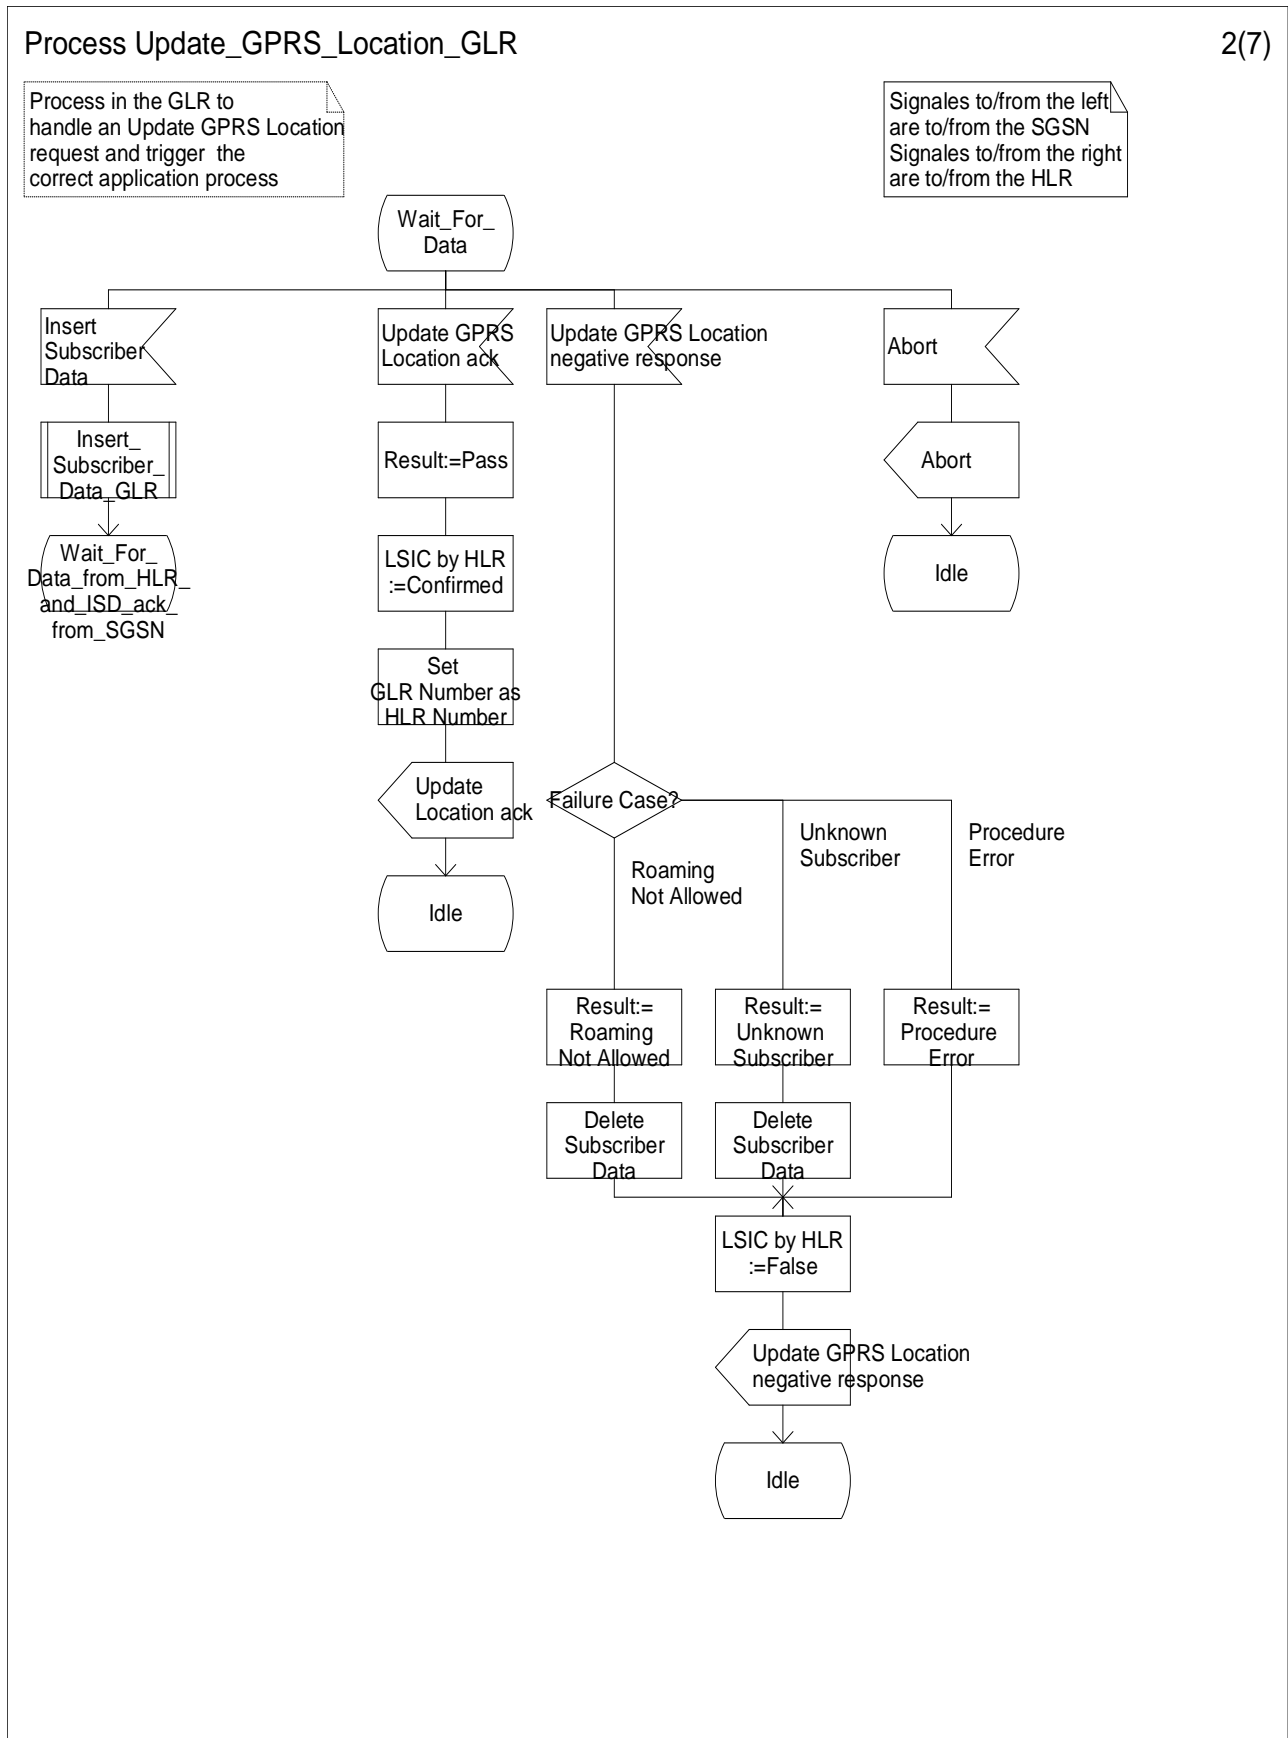 Process Update_GPRS_Location_GLR
2(7)
Process in the GLR to
handle an Update GPRS Location
request and trigger  the
correct application process
Signales to/from the left
are to/from the SGSN
Signales to/from the right
are to/from the HLR
Wait_For_
Data
Insert
Subscriber
Data
Update GPRS
Location ack
Update GPRS Location
negative response
Abort
Insert_
Subscriber_
Data_GLR
Result:=Pass
Abort
Wait_For_
Data_from_HLR_
and_ISD_ack_
from_SGSN
LSIC by HLR
:=Confirmed
Idle
Set
GLR Number as
HLR Number
Update
Location ack
Failure Case?
Roaming
Not Allowed
Unknown
Subscriber
Procedure
Error
Idle
Result:=
Roaming
Not Allowed
Result:=
Unknown
Subscriber
Result:=
Procedure
Error
Delete
Subscriber
Data
Delete
Subscriber
Data
LSIC by HLR
:=False
Update GPRS Location
negative response
Idle